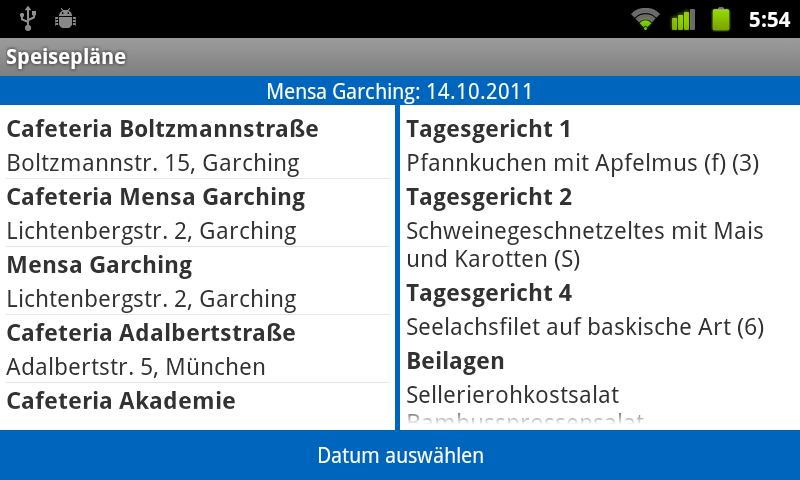 5:54
Speisepläne
Mensa Garching: 14.10.2011
Cafeteria Boltzmannstraße
Boltzmannstr. 15, Garching
Cafeteria Mensa Garching
Lichtenbergstr. 2, Garching
Mensa Garching
Lichtenbergstr. 2, Garching
Cafeteria Adalbertstraße
Adalbertstr. 5, München
Cafeteria Akademie
Tagesgericht 1
Pfannkuchen mit Apfelmus (f) (3)
Tagesgericht 2
Schweinegeschnetzeltes mit Mais
und Karotten (S)
Tagesgericht 4
Seelachsfilet auf baskische Art (6)
Beilagen
Sellerierohkostsalat
Bambussprossensalat
Datum auswählen